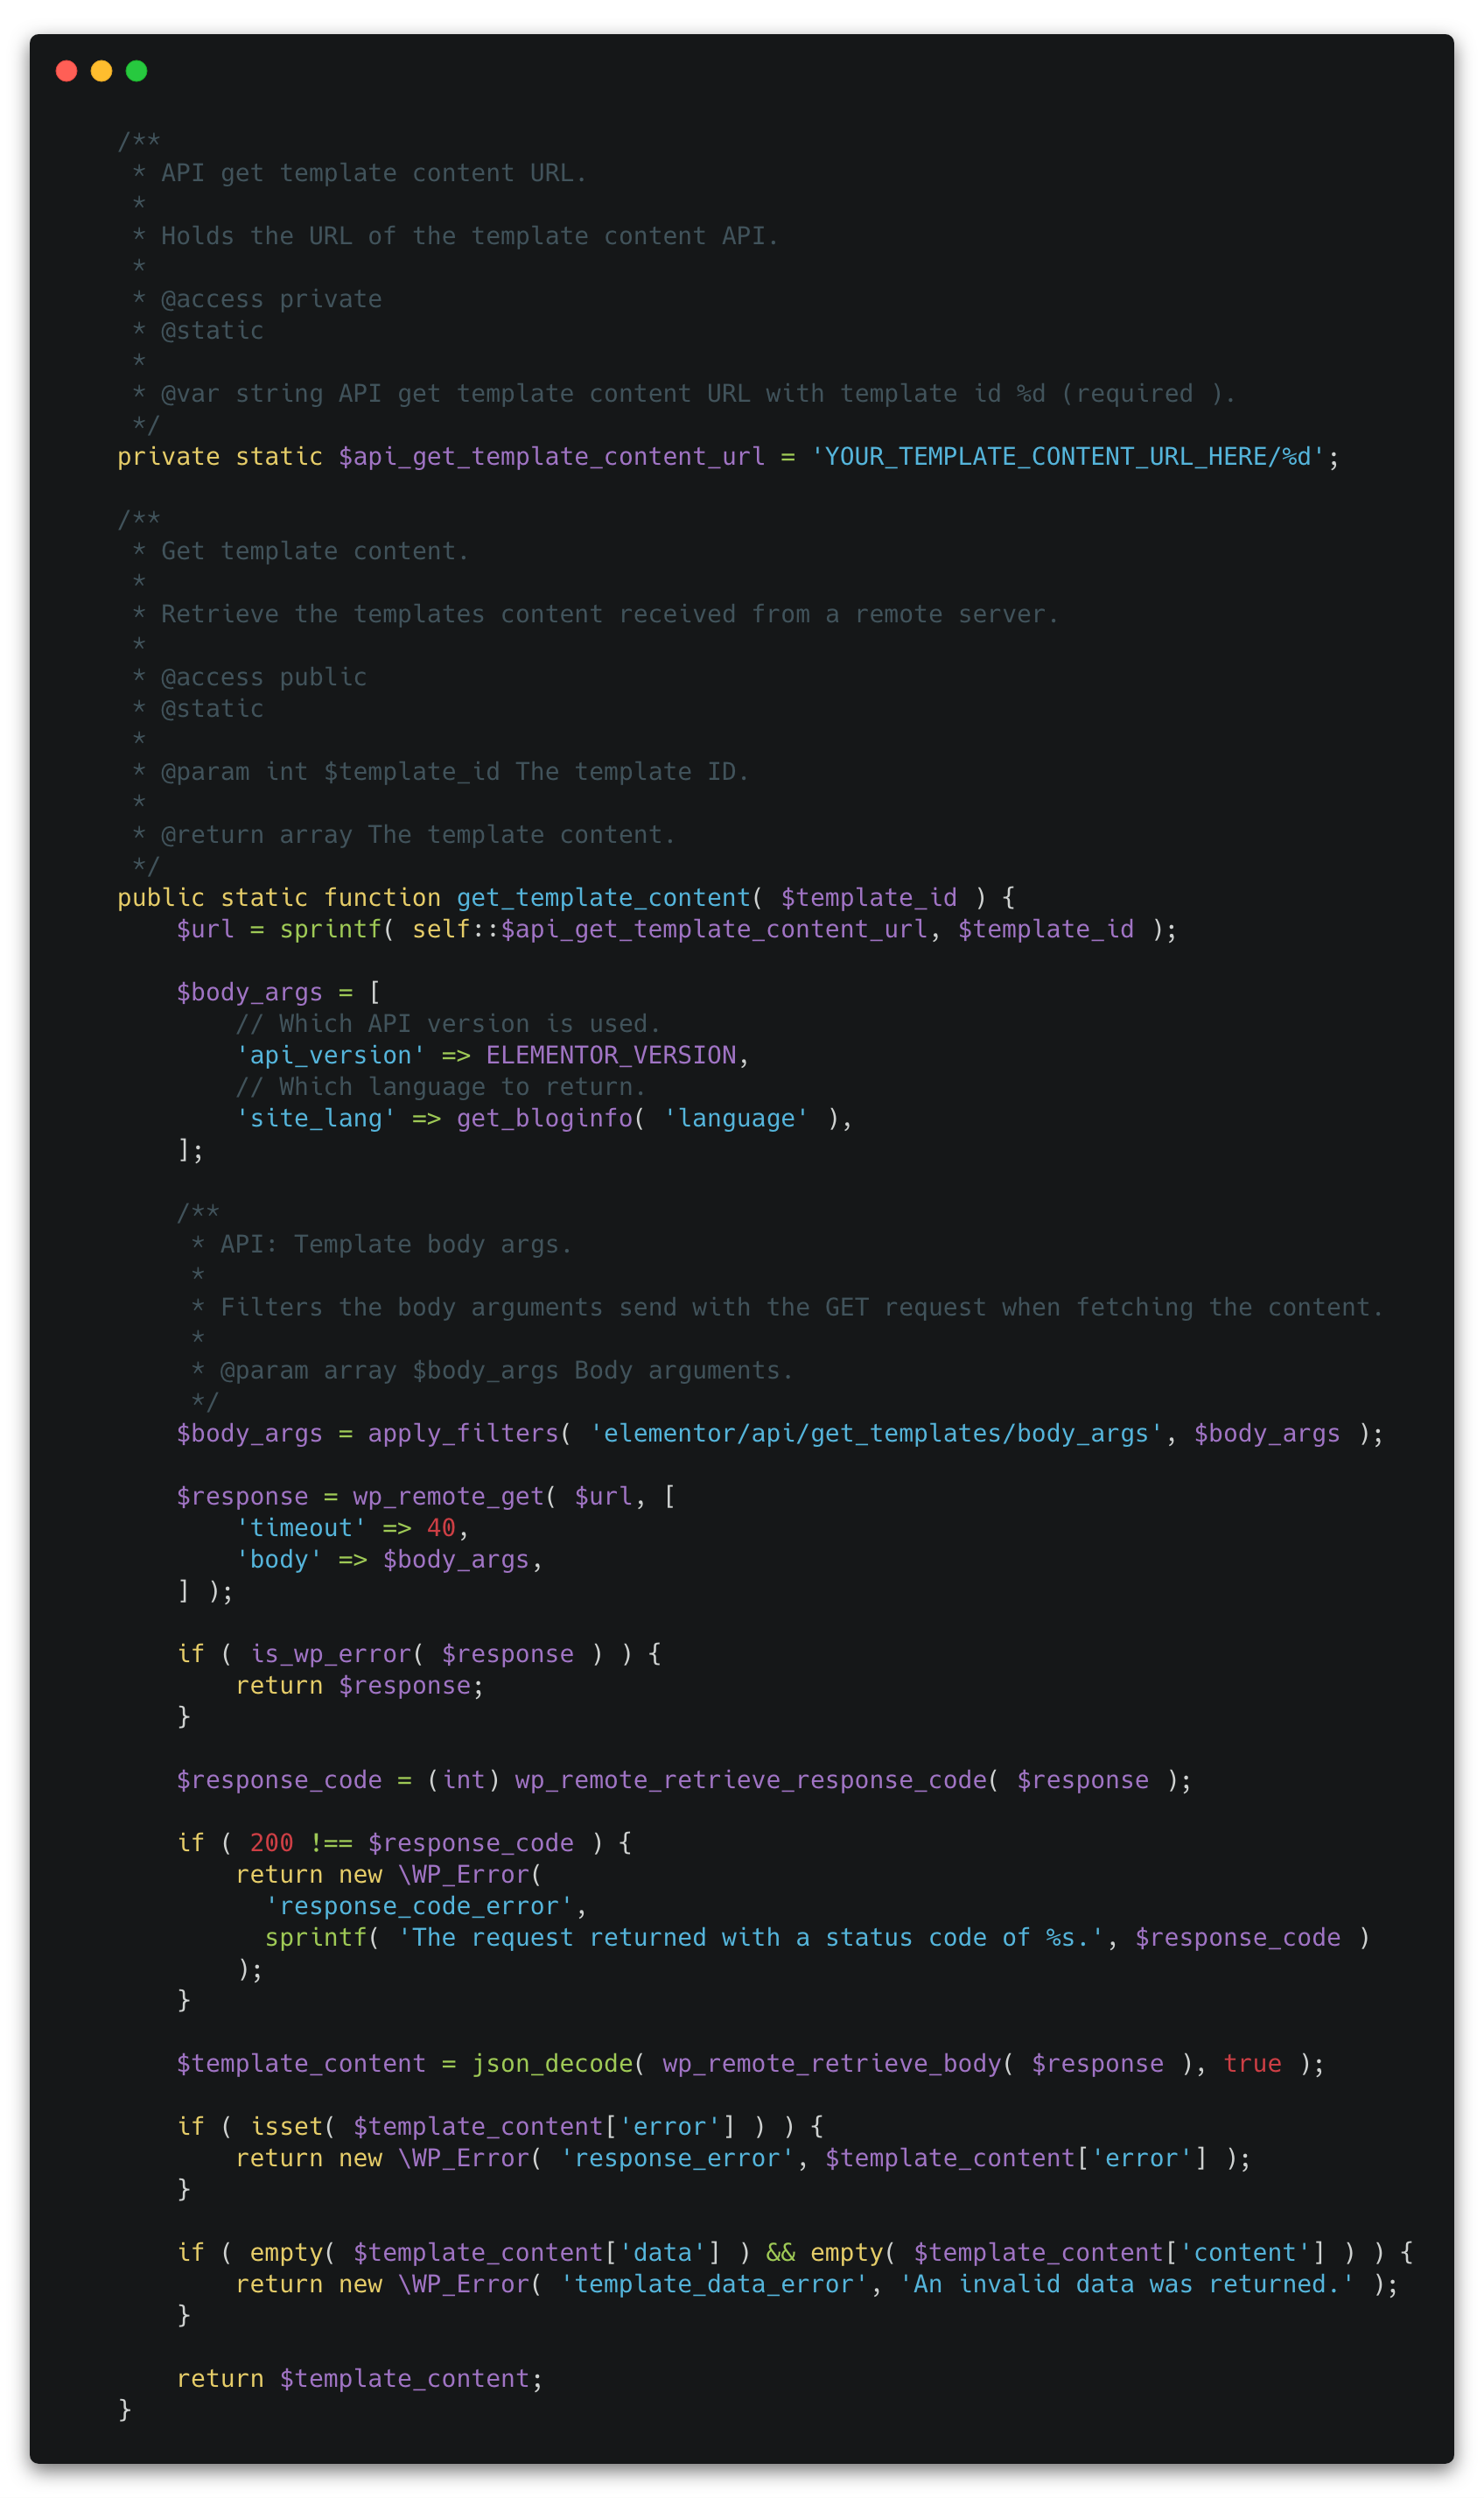 /**
 * API get template content URL.
 *
 * Holds the URL of the template content API.
 *
 * @access private
 * @static
 *
 * @var string API get template content URL with template id %d (required ).
 */
private static $api_get_template_content_url = 'YOUR_TEMPLATE_CONTENT_URL_HERE/%d';

/**
 * Get template content.
 *
 * Retrieve the templates content received from a remote server.
 *
 * @access public
 * @static
 *
 * @param int $template_id The template ID.
 *
 * @return array The template content.
 */
public static function get_template_content( $template_id ) {
    $url = sprintf( self::$api_get_template_content_url, $template_id );

    $body_args = [
        // Which API version is used.
        'api_version' => ELEMENTOR_VERSION,
        // Which language to return.
        'site_lang' => get_bloginfo( 'language' ),
    ];

    /**
     * API: Template body args.
     *
     * Filters the body arguments send with the GET request when fetching the content.
     *
     * @param array $body_args Body arguments.
     */
    $body_args = apply_filters( 'elementor/api/get_templates/body_args', $body_args );

    $response = wp_remote_get( $url, [
        'timeout' => 40,
        'body' => $body_args,
    ] );

    if ( is_wp_error( $response ) ) {
        return $response;
    }

    $response_code = (int) wp_remote_retrieve_response_code( $response );

    if ( 200 !== $response_code ) {
        return new \WP_Error(
          'response_code_error',
          sprintf( 'The request returned with a status code of %s.', $response_code )
        );
    }

    $template_content = json_decode( wp_remote_retrieve_body( $response ), true );

    if ( isset( $template_content['error'] ) ) {
        return new \WP_Error( 'response_error', $template_content['error'] );
    }

    if ( empty( $template_content['data'] ) && empty( $template_content['content'] ) ) {
        return new \WP_Error( 'template_data_error', 'An invalid data was returned.' );
    }

    return $template_content;
}